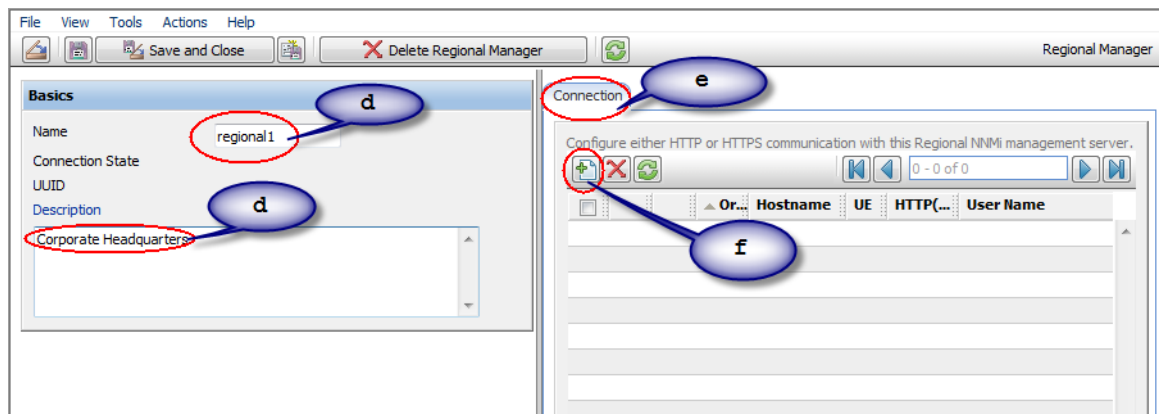 File View Tools Actions Help
Save and Close
Delete Regional Manager
Regional Manager
Basics
d
Name
regional1
Connection State
UUID
Description
d
Corporate Headquarters
e
Connection
Configure either HTTP or HTTPS communication with this Regional NNMi management server.
0 - 0 of 0
Or... Hostname UE HTTP(... User Name
f